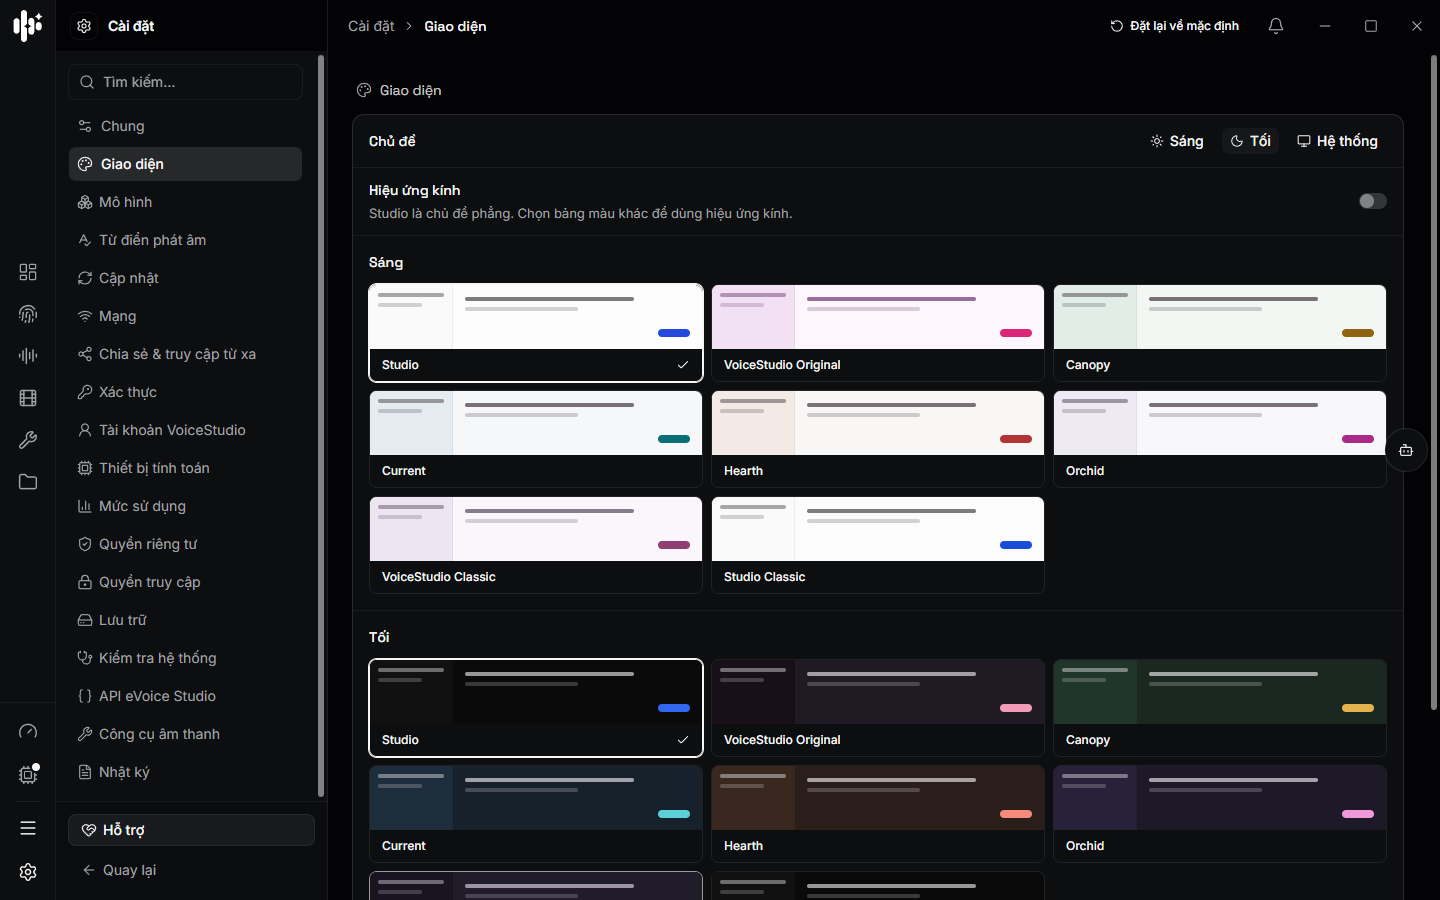 Cài đặt
Cài đặt > Giao diện
Đặt lại về mặc định
Tìm kiếm...
Chung
Giao diện
Mô hình
Từ điển phát âm
Cập nhật
Mạng
Chia sẻ & truy cập từ xa
Xác thực
Tài khoản VoiceStudio
Thiết bị tính toán
Mức sử dụng
Quyền riêng tư
Quyền truy cập
Lưu trữ
Kiểm tra hệ thống
API eVoice Studio
Công cụ âm thanh
Nhật ký
Hỗ trợ
Quay lại
Giao diện
Chủ đề
Sáng
Tối
Hệ thống
Hiệu ứng kính
Studio là chủ đề phẳng. Chọn bảng màu khác để dùng hiệu ứng kính.
Sáng
Studio
VoiceStudio Original
Canopy
Current
Hearth
Orchid
VoiceStudio Classic
Studio Classic
Tối
Studio
VoiceStudio Original
Canopy
Current
Hearth
Orchid